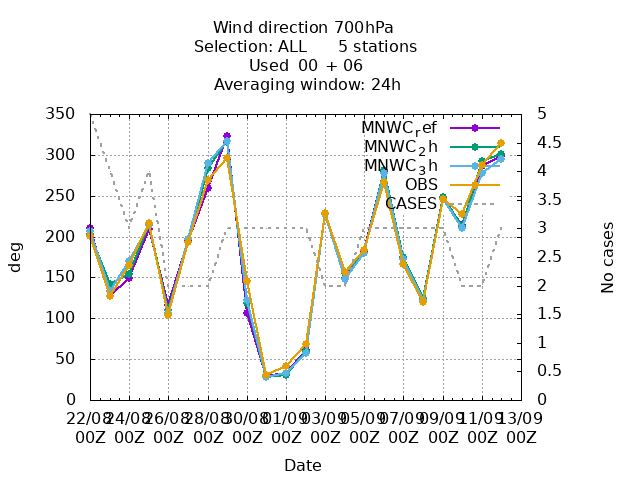 Wind direction 700hPa
Selection: ALL 5 stations
Used 00 + 06
Averaging window: 24h
350
300
250
200
150
100
50
0
deg
5
4.5
4
3.5
3
2.5
2
1.5
1
0.5
0
No cases
MNWC_ref
MNWC_2h
MNWC_3h
OBS
CASES
22/08 24/08 26/08 28/08 30/08 01/09 03/09 05/09 07/09 09/09 11/09 13/09
00Z 00Z 00Z 00Z 00Z 00Z 00Z 00Z 00Z 00Z 00Z 00Z
Date